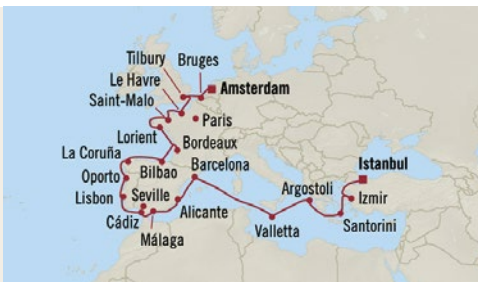 Tilbury Bruges
Le Havre
Amsterdam
Saint-Malo
Paris
Lorient
Bordeaux
La Coruña
Bilbao
Barcelona
Istanbul
Oporto
Argostoli
Izmir
Lisbon
Seville
Alicante
Cádiz
Valletta
Santorini
Málaga